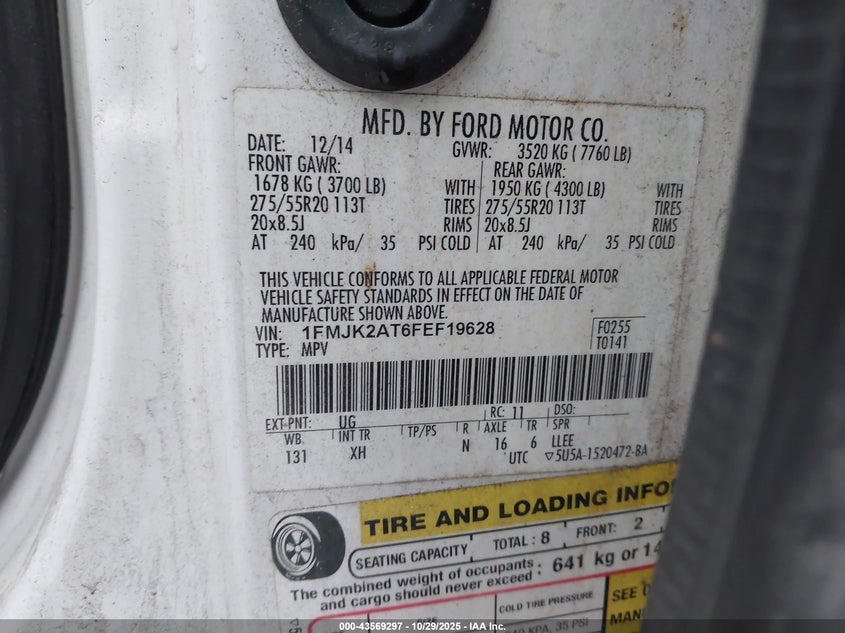 MFD. BY FORD MOTOR CO.
DATE: 12/14 GVWR: 3520 KG ( 7760 LB)
FRONT GAWR: REAR GAWR:
1678 KG ( 3700 LB) WITH 1950 KG ( 4300 LB) WITH
275/55R20 113T TIRES 275/55R20 113T TIRES
20x8.5J RIMS 20x8.5J RIMS
AT 240 kPa/ 35 PSI COLD AT 240 kPa/ 35 PSI COLD
THIS VEHICLE CONFORMS TO ALL APPLICABLE FEDERAL MOTOR
VEHICLE SAFETY STANDARDS IN EFFECT ON THE DATE OF
MANUFACTURE SHOWN ABOVE.
VIN: 1FMJK2AT6FEF19628 F0255
TYPE: MPV T0141
EXT PNT: UG RC: 11 DSO:
WB INT TR TP/PS R AXLE TR SPR
131 XH N 16 6 LLEE
UTC ▽5U5A-1520472-BA
TIRE AND LOADING INFO
SEATING CAPACITY TOTAL : 8 FRONT: 2
The combined weight of occupants : 641 kg or 14
and cargo should never exceed
COLD TIRE PRESSURE SEE
35 PSI MAN
000-43569297 - 10/29/2025 - IAA Inc.